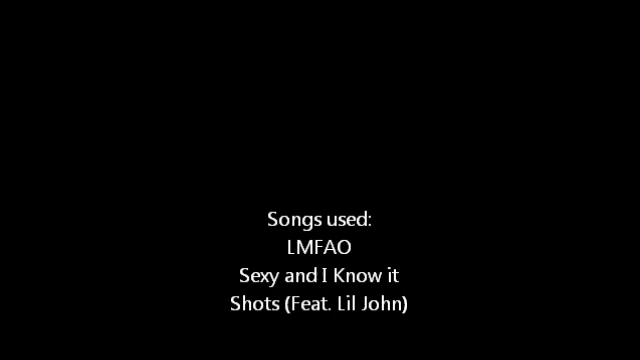 Songs used:
LMFAO
Sexy and I Know it
Shots (Feat. Lil John)